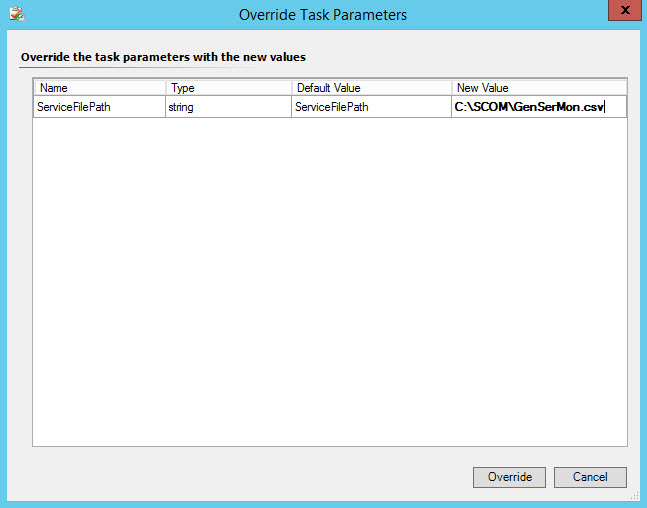 Override Task Parameters
x
Override the task parameters with the new values
Name Type Default Value New Value
ServiceFilePath string ServiceFilePath C:\SCOM\GenSerMon.csv
Override Cancel